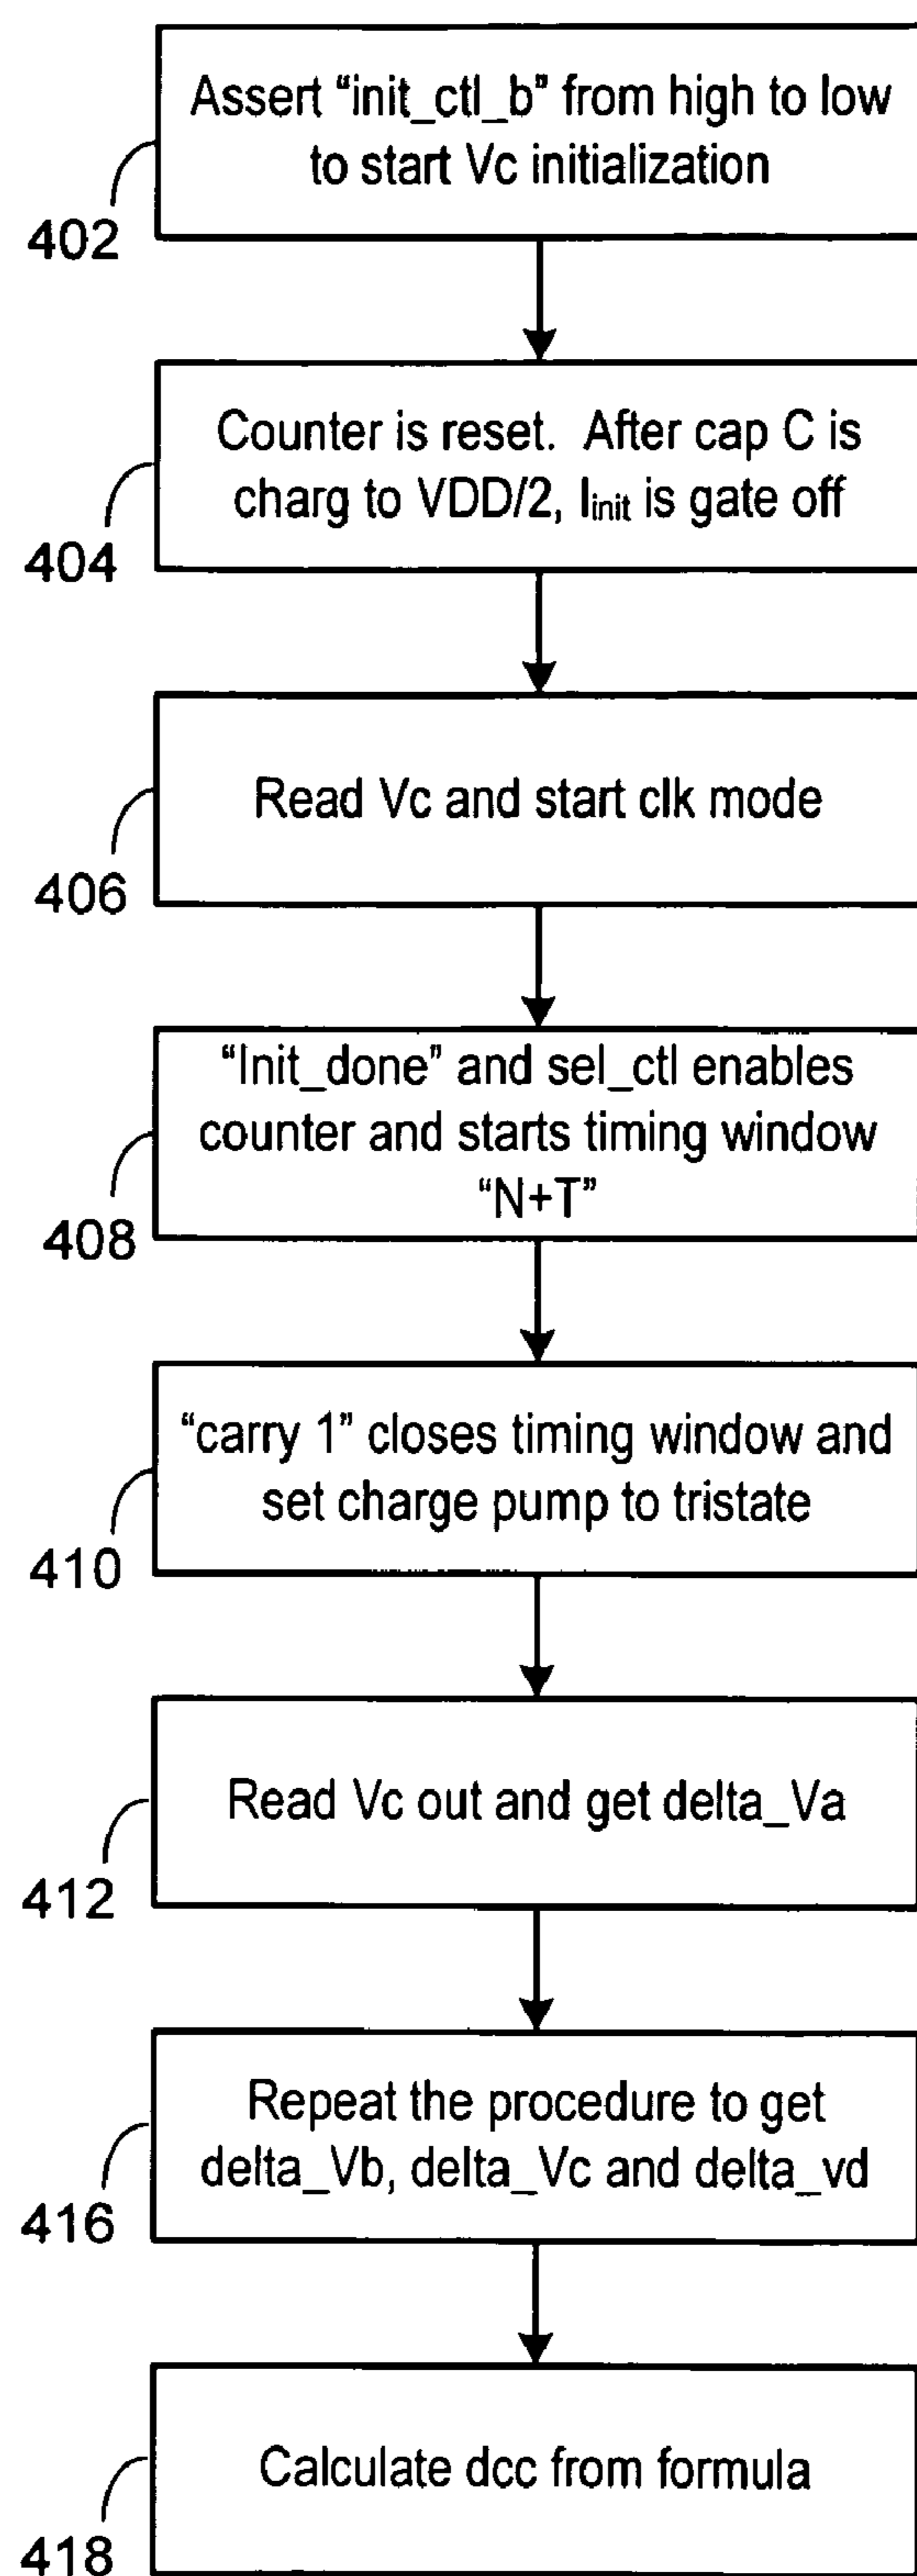 Assert “init_ctl_b” from high to low
to start Vc initialization
402
Counter is reset. After cap C is
charg to VDD/2, Iinit is gate off
404
Read Vc and start clk mode
406
“Init_done” and sel_ctl enables
counter and starts timing window
“N+T”
408
“carry 1” closes timing window and
set charge pump to tristate
410
Read Vc out and get delta_Va
412
Repeat the procedure to get
delta_Vb, delta_Vc and delta_vd
416
Calculate dcc from formula
418